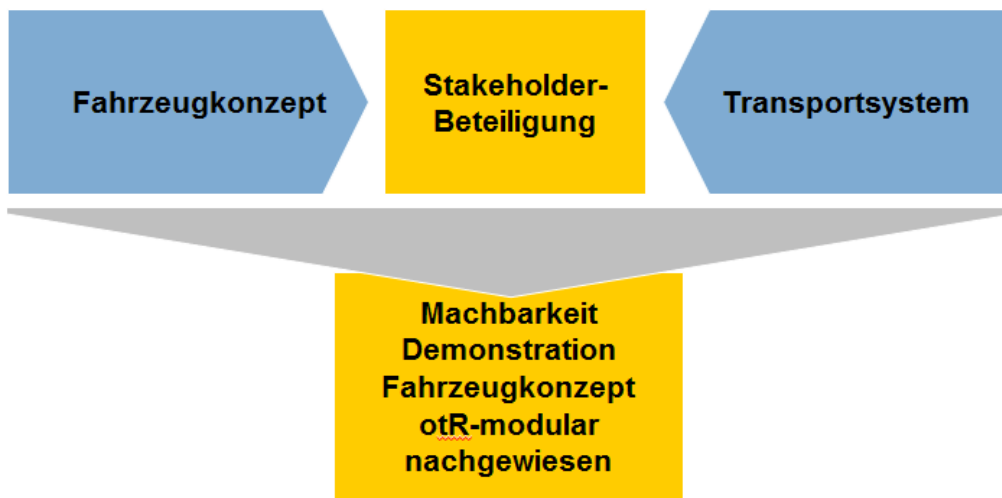 Fahrzeugkonzept
Stakeholder-
Beteiligung
Transportsystem
Machbarkeit
Demonstration
Fahrzeugkonzept
otR-modular
nachgewiesen